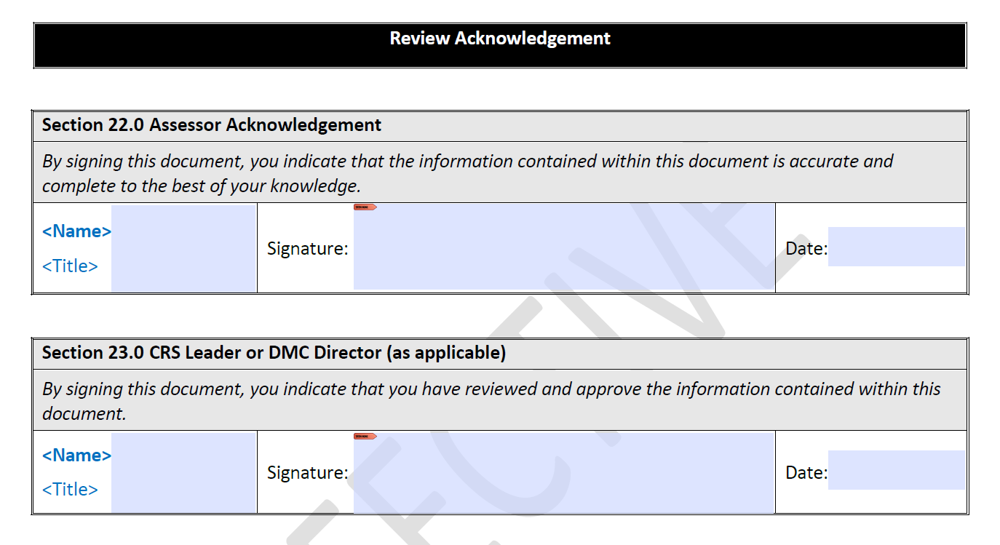 Review Acknowledgement
Section 22.0 Assessor Acknowledgement
By signing this document, you indicate that the information contained within this document is accurate and
complete to the best of your knowledge.
<Name>
<Title>
Signature:
Date:
Section 23.0 CRS Leader or DMC Director (as applicable)
By signing this document, you indicate that you have reviewed and approve the information contained within this
document.
<Name>
<Title>
Signature:
Date: